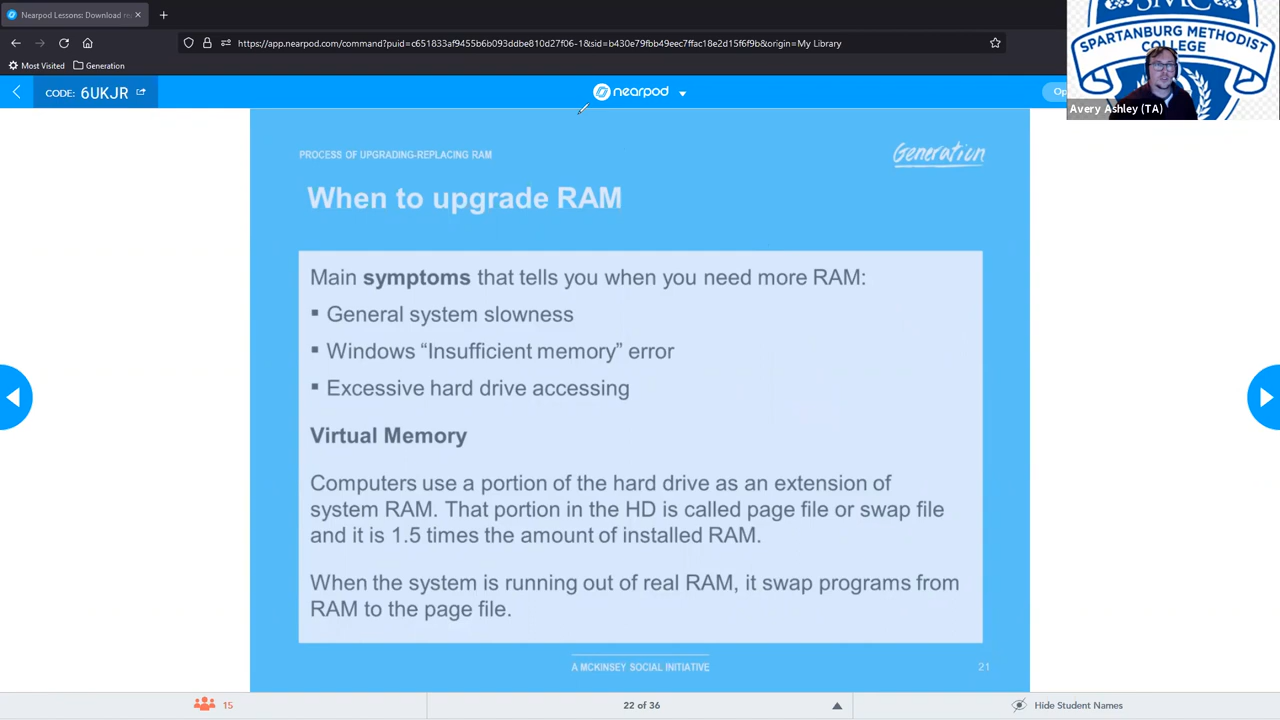 Nearpod Lessons: Download re
https://app.nearpod.com/command?puid=c651833af9455b6b093ddbe810d27f06-1&sid=b430e79fbb49eec7ffac18e2d15f6f9b&origin=My Library
Most Visited Generation
CODE: 6UKJR
nearpod
Op
SMC
SPARTANBURG METHODIST
COLLEGE
Avery Ashley (TA)
PROCESS OF UPGRADING-REPLACING RAM
Generation
When to upgrade RAM
Main symptoms that tells you when you need more RAM:
▪ General system slowness
▪ Windows “Insufficient memory” error
▪ Excessive hard drive accessing
Virtual Memory
Computers use a portion of the hard drive as an extension of
system RAM. That portion in the HD is called page file or swap file
and it is 1.5 times the amount of installed RAM.
When the system is running out of real RAM, it swap programs from
RAM to the page file.
A MCKINSEY SOCIAL INITIATIVE
21
15
22 of 36
Hide Student Names